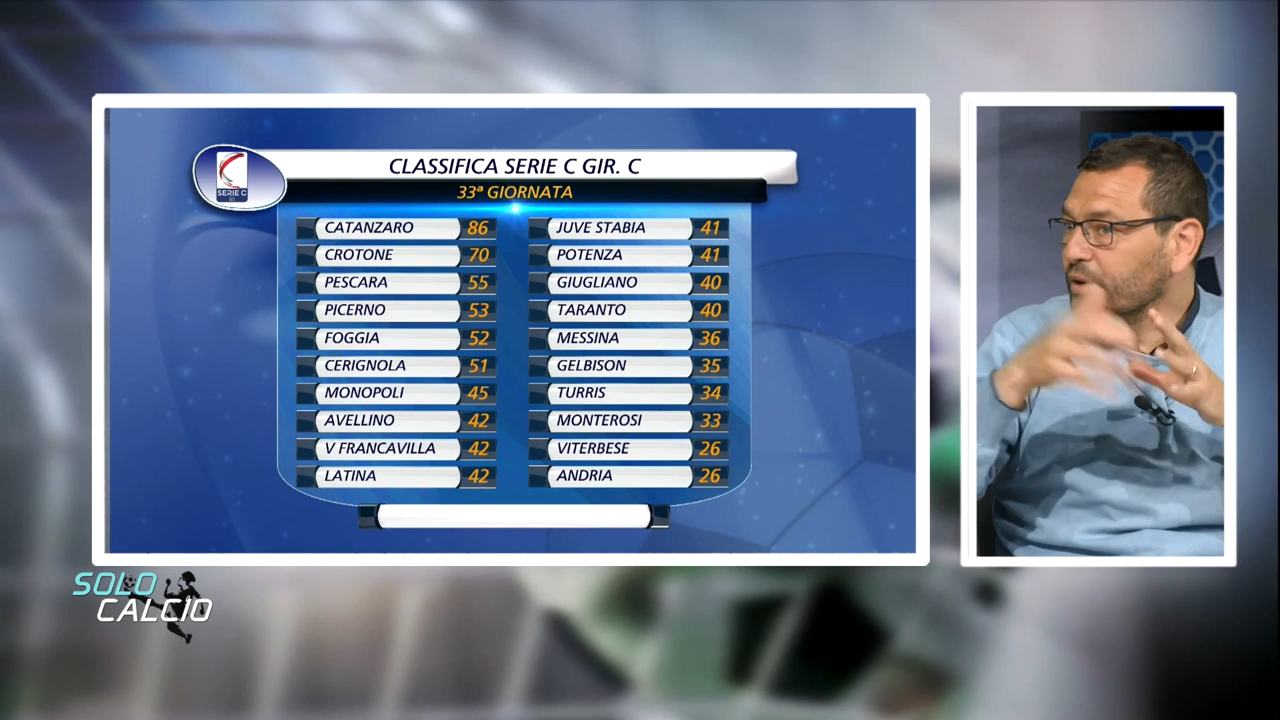 CLASSIFICA SERIE C GIR. C
SERIE C
33ª GIORNATA
CATANZARO 86
CROTONE 70
PESCARA 55
PICERNO 53
FOGGIA 52
CERIGNOLA 51
MONOPOLI 45
AVELLINO 42
V FRANCAVILLA 42
LATINA 42
JUVE STABIA 41
POTENZA 41
GIUGLIANO 40
TARANTO 40
MESSINA 36
GELBISON 35
TURRIS 34
MONTEROSI 33
VITERBESE 26
ANDRIA 26
SOLO
CALCIO